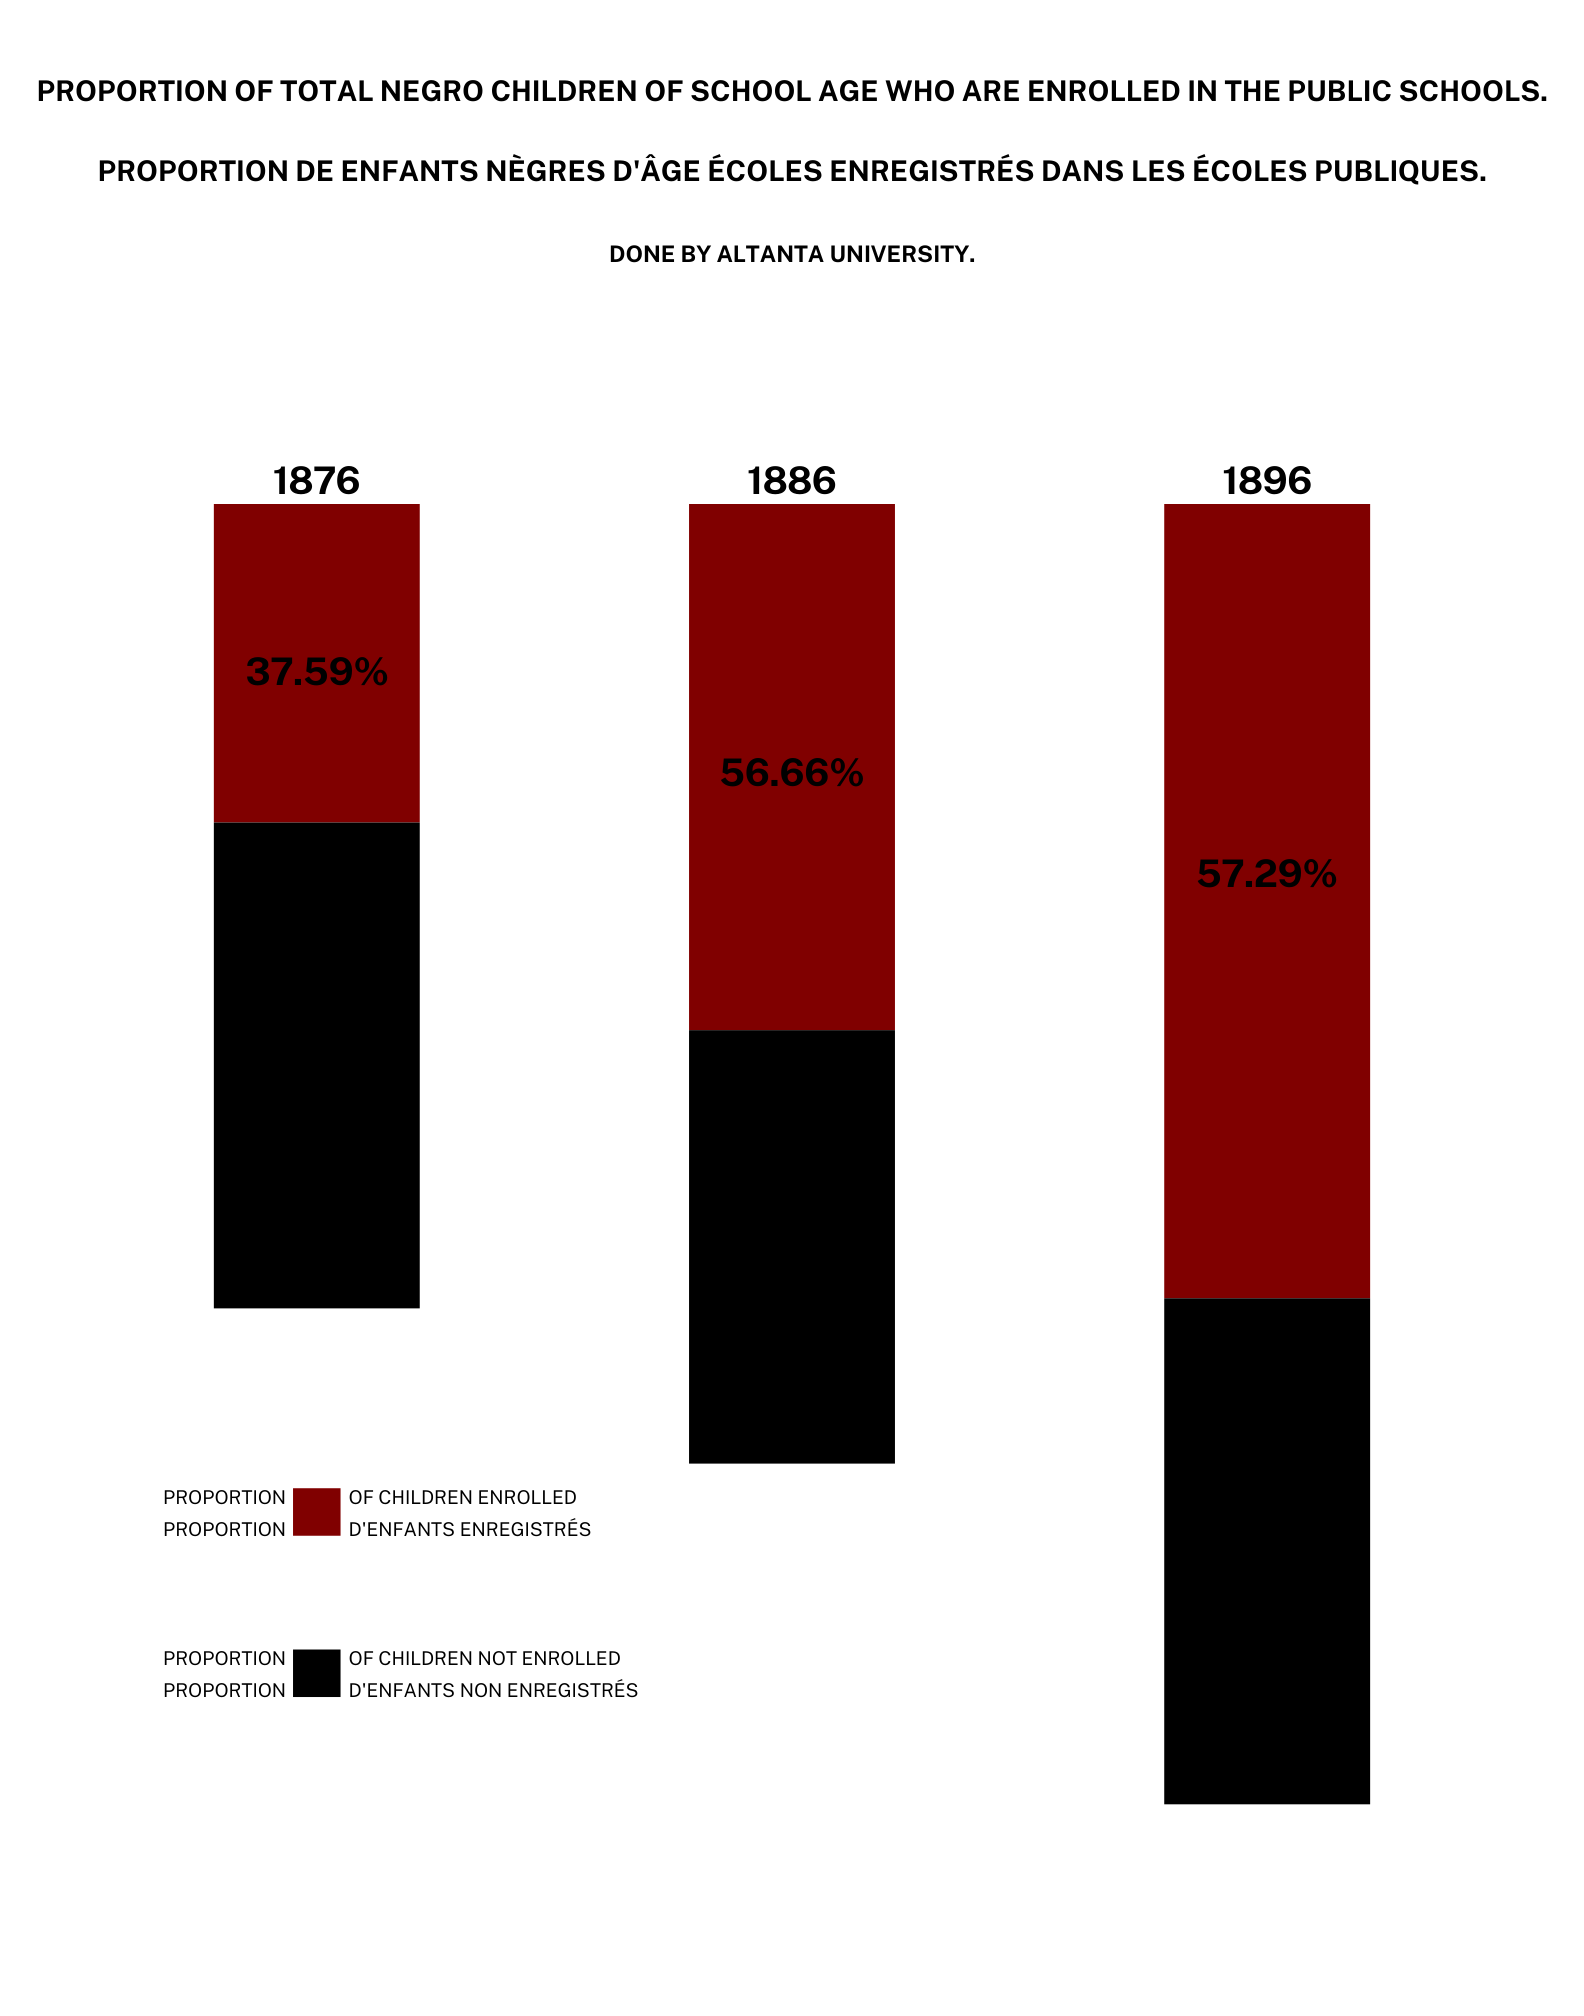 PROPORTION OF TOTAL NEGRO CHILDREN OF SCHOOL AGE WHO ARE ENROLLED IN THE PUBLIC SCHOOLS.
PROPORTION DE ENFANTS NÈGRES D'ÂGE ÉCOLES ENREGISTRÉS DANS LES ÉCOLES PUBLIQUES.
DONE BY ALTANTA UNIVERSITY.
1876 1886 1896
37.59%
56.66%
57.29%
PROPORTION OF CHILDREN ENROLLED
PROPORTION D'ENFANTS ENREGISTRÉS
PROPORTION OF CHILDREN NOT ENROLLED
PROPORTION D'ENFANTS NON ENREGISTRÉS